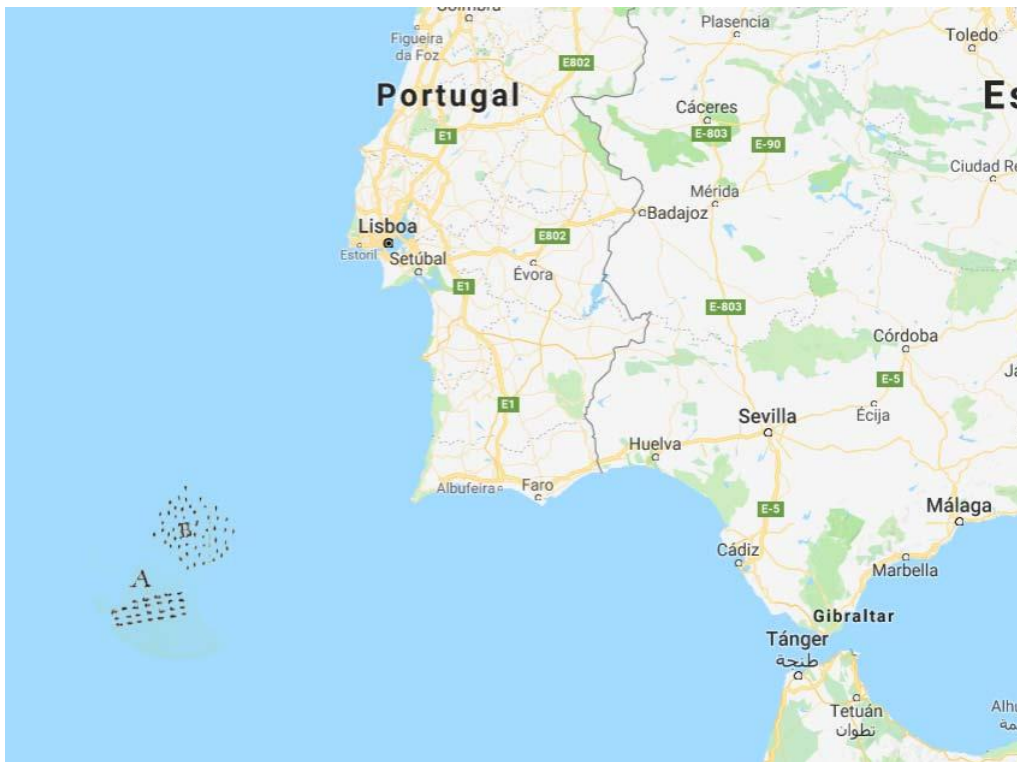 Coimbra
Plasencia
Figueira
da Foz
Toledo
E802
Portugal
Es
Cáceres
E1
E-803
E-90
Ciudad Re
Mérida
Badajoz
Lisboa
Estoril
E802
Setúbal
Évora
E1
E-803
Córdoba
Ja
E-5
E1
Écija
Sevilla
Huelva
Albufeira
Faro
E-5
Málaga
B
Cádiz
Marbella
A
Gibraltar
Tánger
طنجة
Tetuán
تطوان
Alhu